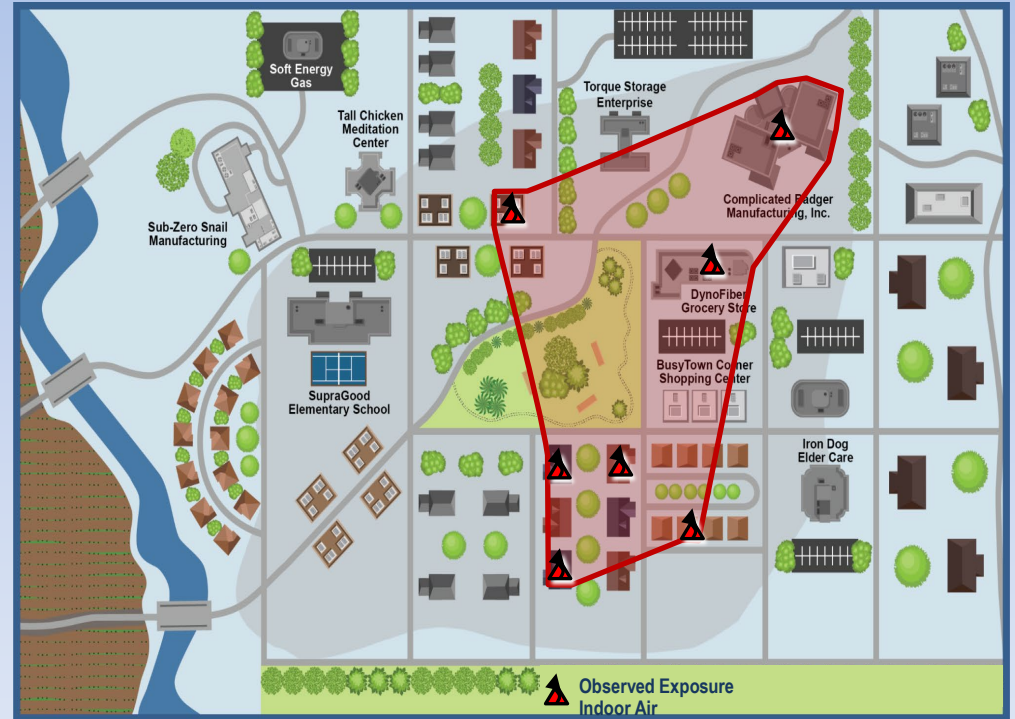 Soft Energy
Gas
Tall Chicken
Meditation
Center
Torque Storage
Enterprise
Sub-Zero Snail
Manufacturing
Complicated Badger
Manufacturing, Inc.
DynoFiber
Grocery Store
SupraGood
Elementary School
BusyTown Corner
Shopping Center
Iron Dog
Elder Care
Observed Exposure
Indoor Air